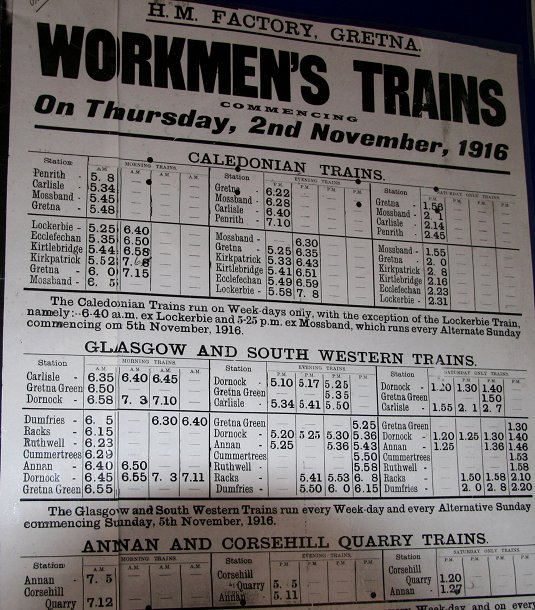 H. M. FACTORY, GRETNA.
WORKMEN'S TRAINS
COMMENCING
On Thursday, 2nd November, 1916
CALEDONIAN TRAINS.
Station MORNING TRAINS. Station EVENING TRAINS. Station SATURDAY ONLY TRAINS.
A.M. A.M. A.M. P.M. P.M. P.M. P.M. P.M. P.M. P.M.
Penrith - 5. 8 Gretna - 6.22 Gretna - 1.56
Carlisle - 5.34 Mossband - 6.28 Mossband - 2. 1
Mossband - 5.45 Carlisle - 6.40 Carlisle - 2.14
Gretna - 5.48 Penrith - 7.10 Penrith - 2.45
Lockerbie - 5.25 6.40 Mossband - 6.30 Mossband - 1.55
Ecclefechan 5.35 6.50 Gretna - 5.25 6.35 Gretna - 2. 0
Kirtlebridge 5.44 6.58 Kirkpatrick - 5.33 6.43 Kirkpatrick - 2. 8
Kirkpatrick - 5.52 Kirtlebridge 5.41 6.51 Kirtlebridge 2.16
Gretna - 6. 0 7.15 Ecclefechan - 5.49 6.59 Ecclefechan 2.23
Mossband - 6. 5 Lockerbie - 5.58 7. 8 Lockerbie - 2.31
The Caledonian Trains run on Week-days only, with the exception of the Lockerbie Train,
namely:- 6-40 a.m. ex Lockerbie and 5-25 p.m. ex Mossband, which runs every Alternate Sunday
commencing om 5th November, 1916.
GLASGOW AND SOUTH WESTERN TRAINS.
Station MORNING TRAINS. Station EVENING TRAINS. Station SATURDAY ONLY TRAINS.
Carlisle - 6.35 6.40 6.45 Dornock - 5.10 5.17 5.25 Dornock - 1.20 1.30 1.40
Gretna Green 6.50 Gretna Green 5.35 Gretna Green 1.50
Dornock - 6.58 7. 3 7.10 Carlisle - 5.34 5.41 5.50 Carlisle - 1.55 2. 1 2. 7
Dumfries - 6. 5 6.30 6.40 Gretna Green 5.25 Gretna Green 1.30
Racks - 6.15 Dornock - 5.20 5 25 5.30 5.36 Dornock - 1.20 1.25 1.30 1.40
Ruthwell - 6.23 Annan - 5.25 5.36 5.43 Annan - 1.25 1.36 1.46
Cummertrees 6.29 Cummertrees 5.50 Cummertrees 1.53
Annan - 6.40 6.50 Ruthwell - 5.58 Ruthwell - 1.58
Dornock - 6.45 6.55 7. 3 7.11 Racks - 5.41 5.53 6. 8 Racks - 1.50 1.58 2.10
Gretna Green 6.55 Dumfries - 5.50 6. 0 6.15 Dumfries - 2. 0 2. 8 2.20
The Glasgow and South Western Trains run every Week-day and every Alternative Sunday
commencing Sunday, 5th November, 1916.
ANNAN AND CORSEHILL QUARRY TRAINS.
Station MORNING TRAINS. Station EVENING TRAINS. Station SATURDAY ONLY TRAINS.
Annan - 7. 5 Corsehill Quarry 5. 5 Corsehill Quarry 1.20
Corsehill Quarry 7.12 Annan - 5.11 Annan - 1.27
Week-day and on every